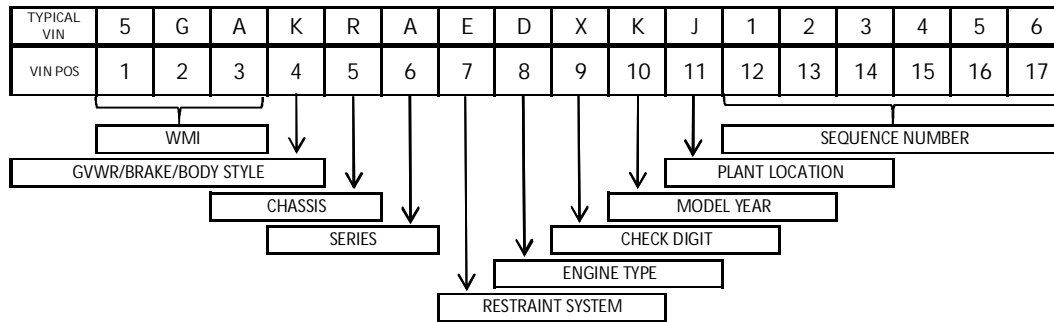 TYPICAL VIN 5 G A K R A E D X K J 1 2 3 4 5 6
VIN POS 1 2 3 4 5 6 7 8 9 10 11 12 13 14 15 16 17
WMI SEQUENCE NUMBER
GVWR/BRAKE/BODY STYLE PLANT LOCATION
CHASSIS MODEL YEAR
SERIES CHECK DIGIT
ENGINE TYPE
RESTRAINT SYSTEM